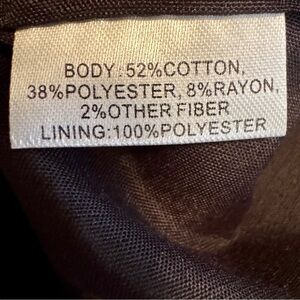 BODY:52%COTTON,
38%POLYESTER, 8%RAYON,
2%OTHER FIBER
LINING:100%POLYESTER